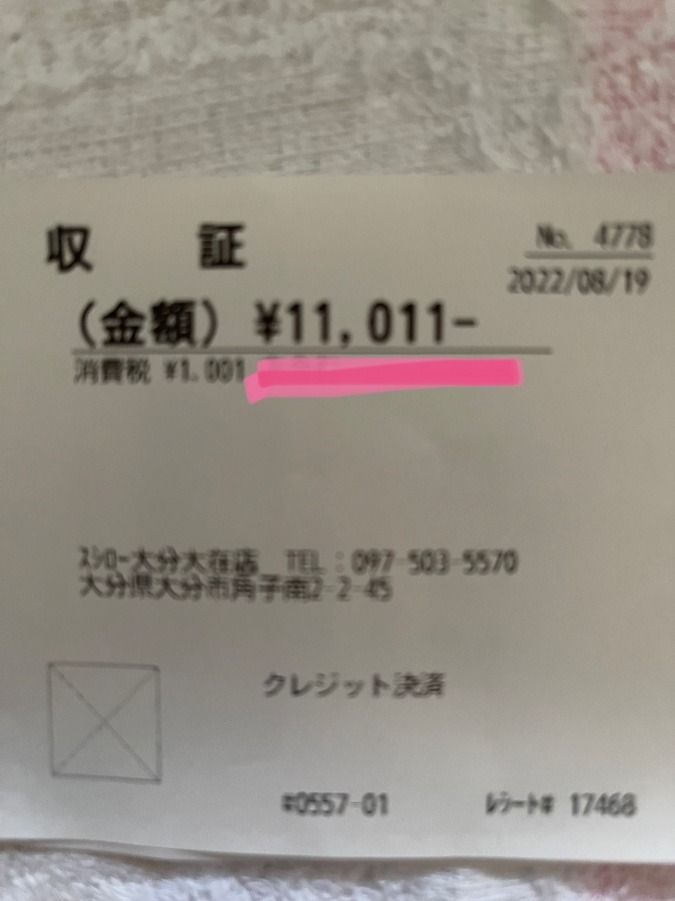 収 証
No. 4778
2022/08/19
(金額) ¥11,011-
消費税 ¥1.001
ｽｼﾛｰ大分大在店 TEL:097-503-5570
大分県大分市角子南2-2-45
クレジット決済
#0557-01
ﾚｼｰﾄ# 17468